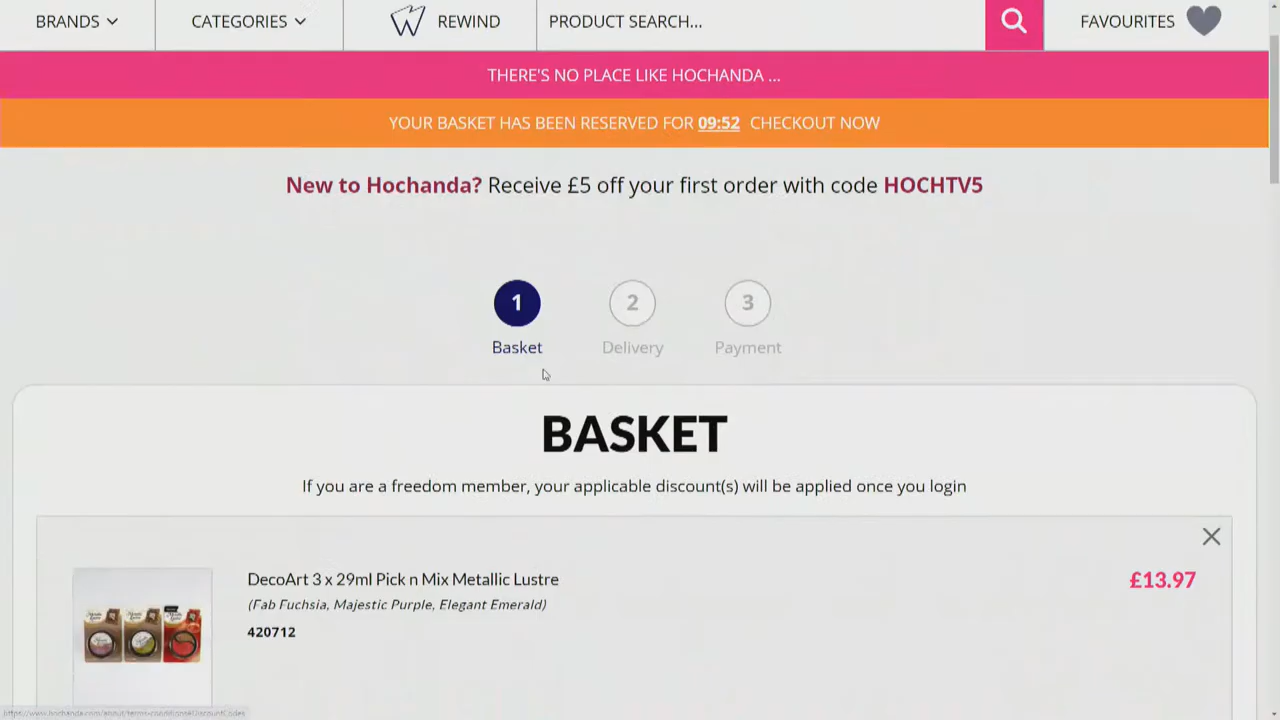 BRANDS CATEGORIES REWIND PRODUCT SEARCH... FAVOURITES
THERE'S NO PLACE LIKE HOCHANDA ...
YOUR BASKET HAS BEEN RESERVED FOR 09:52 CHECKOUT NOW
New to Hochanda? Receive £5 off your first order with code HOCHTV5
1 2 3
Basket Delivery Payment
BASKET
If you are a freedom member, your applicable discount(s) will be applied once you login
DecoArt 3 x 29ml Pick n Mix Metallic Lustre £13.97
(Fab Fuchsia, Majestic Purple, Elegant Emerald)
420712